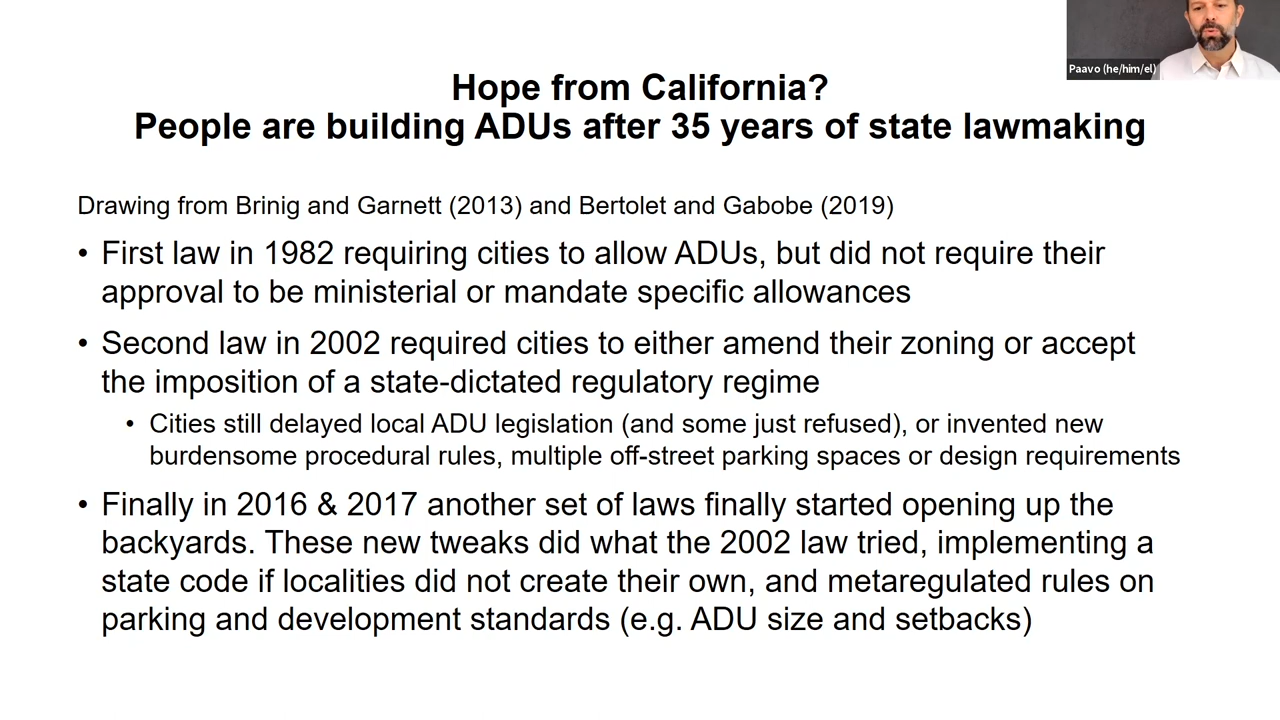 Paavo (he/him/el)
Hope from California?
People are building ADUs after 35 years of state lawmaking
Drawing from Brinig and Garnett (2013) and Bertolet and Gabobe (2019)
• First law in 1982 requiring cities to allow ADUs, but did not require their
approval to be ministerial or mandate specific allowances
• Second law in 2002 required cities to either amend their zoning or accept
the imposition of a state-dictated regulatory regime
• Cities still delayed local ADU legislation (and some just refused), or invented new
burdensome procedural rules, multiple off-street parking spaces or design requirements
• Finally in 2016 & 2017 another set of laws finally started opening up the
backyards. These new tweaks did what the 2002 law tried, implementing a
state code if localities did not create their own, and metaregulated rules on
parking and development standards (e.g. ADU size and setbacks)